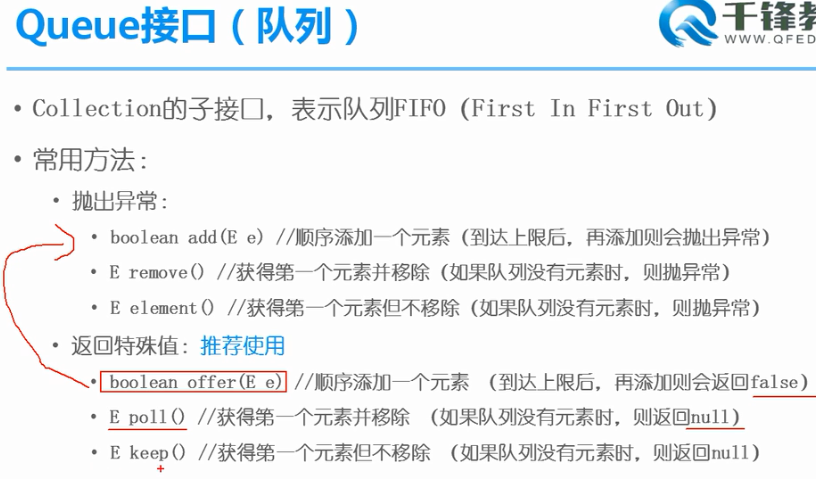 Queue接口（队列）
千锋教
WWW.QFED
• Collection的子接口，表示队列FIFO（First In First Out）
• 常用方法：
• 抛出异常：
• boolean add(E e) //顺序添加一个元素（到达上限后，再添加则会抛出异常）
• E remove() //获得第一个元素并移除（如果队列没有元素时，则抛异常）
• E element() //获得第一个元素但不移除（如果队列没有元素时，则抛异常）
• 返回特殊值：推荐使用
• boolean offer(E e) //顺序添加一个元素 （到达上限后，再添加则会返回false）
• E poll() //获得第一个元素并移除 （如果队列没有元素时，则返回null）
• E keep() //获得第一个元素但不移除 （如果队列没有元素时，则返回null）